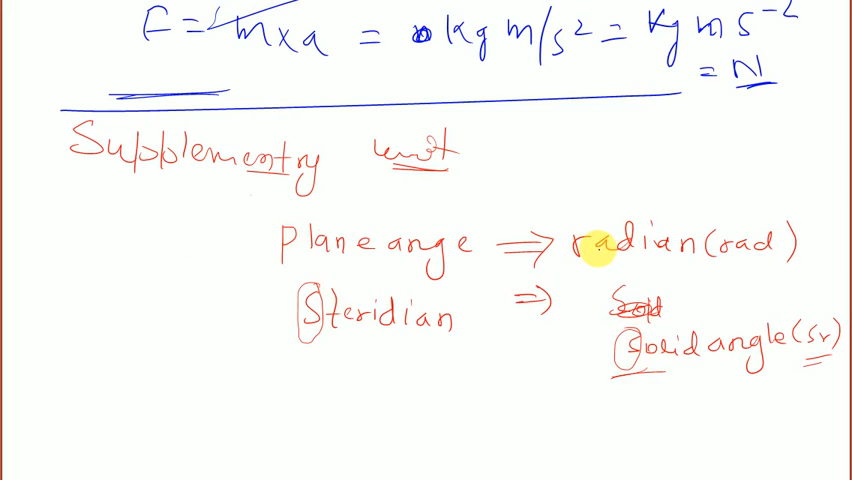 F = m x a = kg m/s² = kg m s⁻²
= N
Supplementry unit
Plane ange ⇒ radian (rad)
Steridian ⇒
Solid angle (Sr)